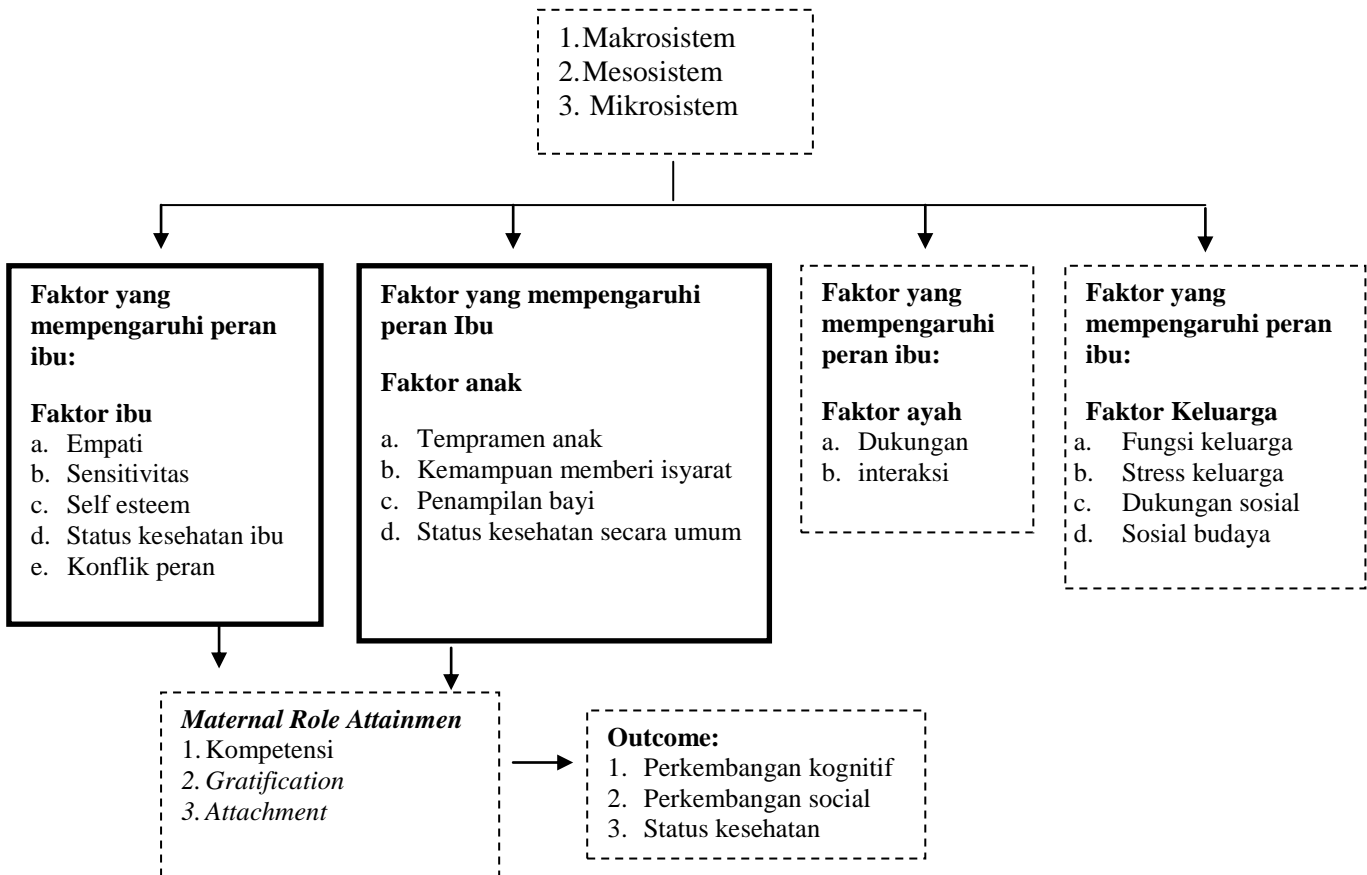 1. Makrosistem
2. Mesosistem
3. Mikrosistem
Faktor yang
mempengaruhi peran
ibu:
Faktor ibu
a. Empati
b. Sensitivitas
c. Self esteem
d. Status kesehatan ibu
e. Konflik peran
Faktor yang mempengaruhi
peran Ibu
Faktor anak
a. Tempramen anak
b. Kemampuan memberi isyarat
c. Penampilan bayi
d. Status kesehatan secara umum
Faktor yang
mempengaruhi
peran ibu:
Faktor ayah
a. Dukungan
b. interaksi
Faktor yang
mempengaruhi peran
ibu:
Faktor Keluarga
a. Fungsi keluarga
b. Stress keluarga
c. Dukungan sosial
d. Sosial budaya
Maternal Role Attainmen
1. Kompetensi
2. Gratification
3. Attachment
Outcome:
1. Perkembangan kognitif
2. Perkembangan social
3. Status kesehatan